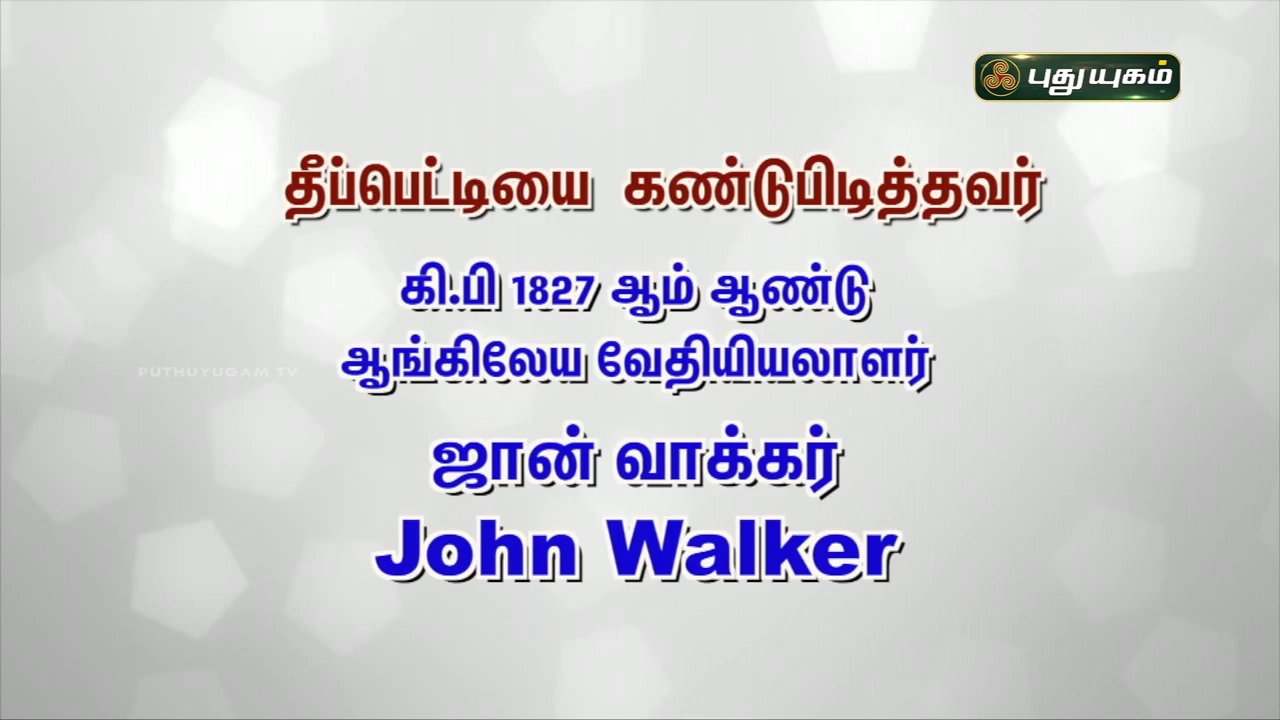 புதுயுகம்
தீப்பெட்டியை கண்டுபிடித்தவர்
கி.பி 1827 ஆம் ஆண்டு
ஆங்கிலேய வேதியியலாளர்
PUTHUYUGAM TV
ஜான் வாக்கர்
John Walker